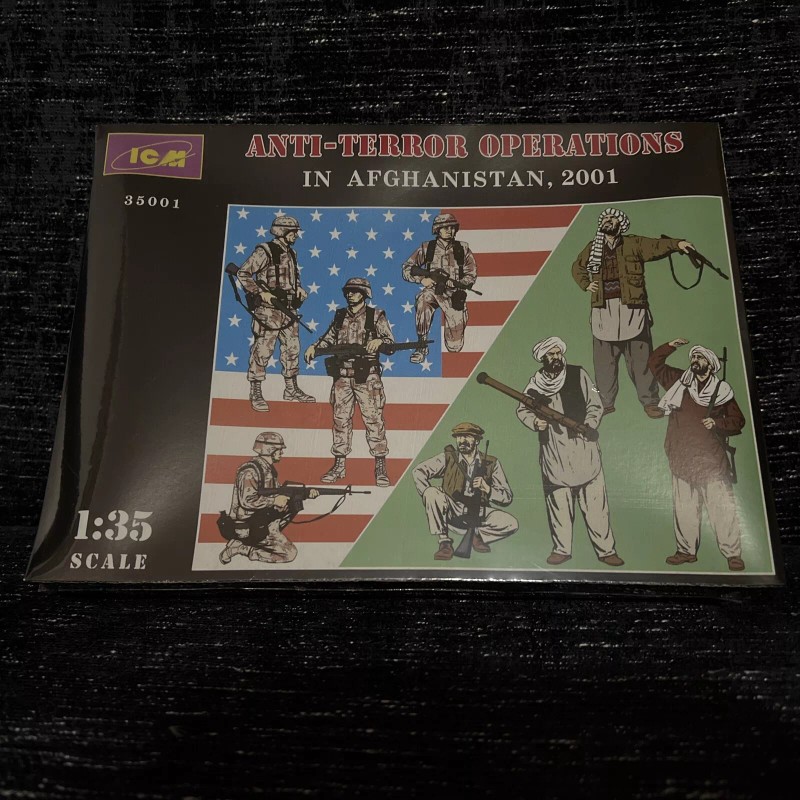 ICM
ANTI-TERROR OPERATIONS
IN AFGHANISTAN, 2001
35001
1:35
SCALE